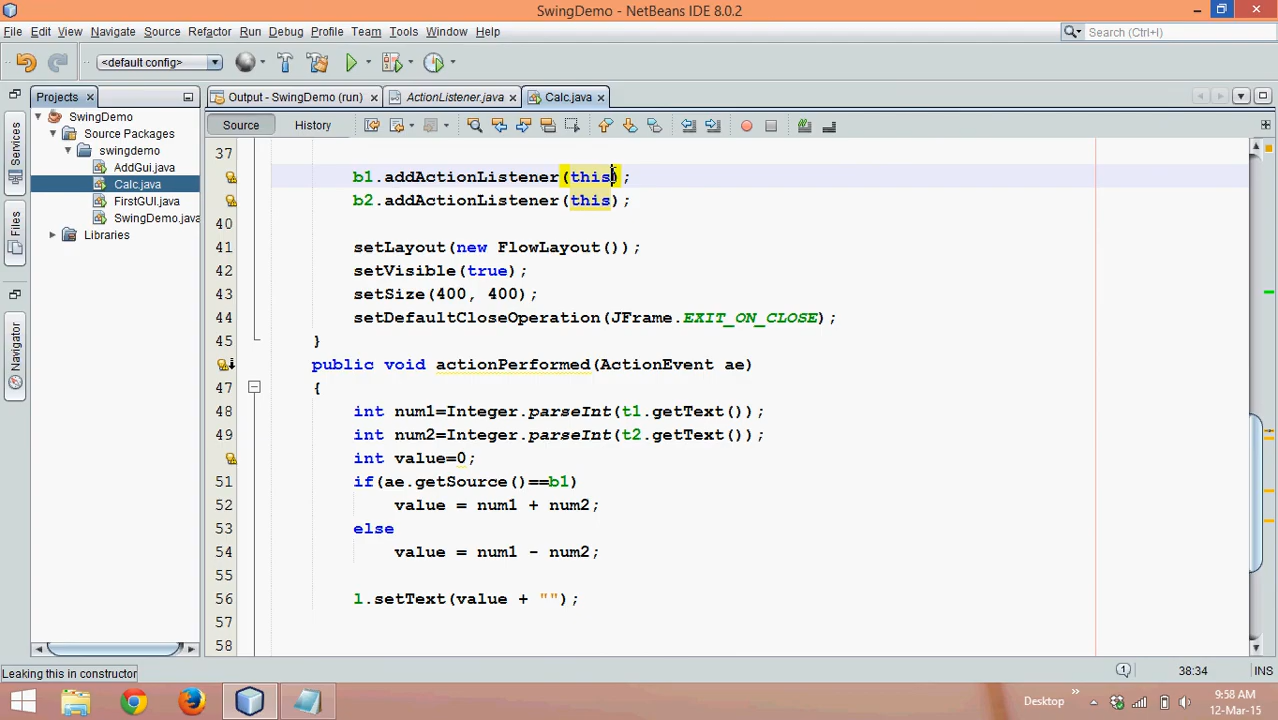 SwingDemo - NetBeans IDE 8.0.2
File Edit View Navigate Source Refactor Run Debug Profile Team Tools Window Help
Search (Ctrl+I)
<default config>
Projects
Output - SwingDemo (run)
ActionListener.java
Calc.java
Source
History
Services
Files
Navigator
SwingDemo
Source Packages
swingdemo
AddGui.java
Calc.java
FirstGUI.java
SwingDemo.java
Libraries
37
b1.addActionListener(this);
b2.addActionListener(this);
40
41 setLayout(new FlowLayout());
42 setVisible(true);
43 setSize(400, 400);
44 setDefaultCloseOperation(JFrame.EXIT_ON_CLOSE);
45 }
public void actionPerformed(ActionEvent ae)
47 {
48 int num1=Integer.parseInt(t1.getText());
49 int num2=Integer.parseInt(t2.getText());
int value=0;
51 if(ae.getSource()==b1)
52 value = num1 + num2;
53 else
54 value = num1 - num2;
55
56 l.setText(value + "");
57
58
Leaking this in constructor
1
38:34
INS
Desktop
9:58 AM
12-Mar-15